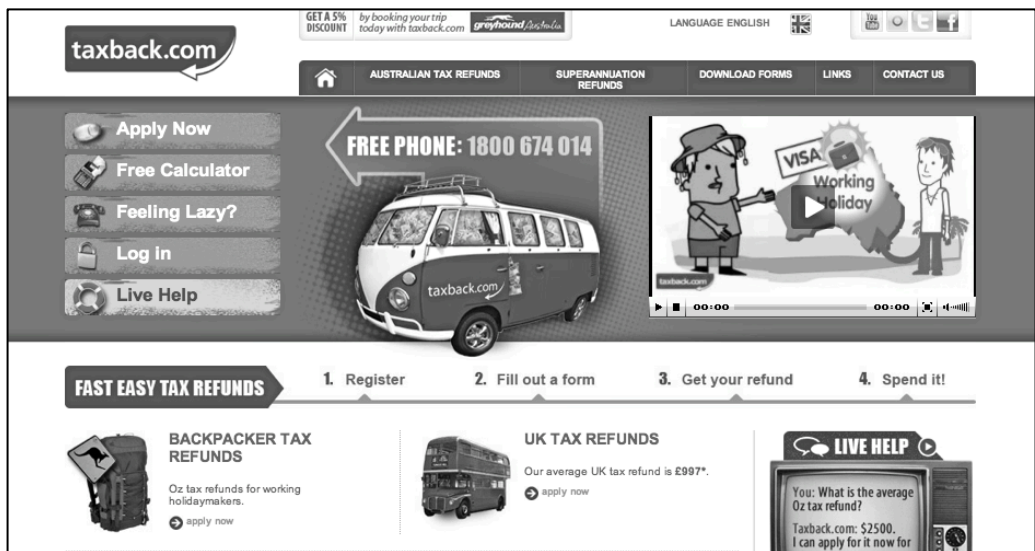 GET A 5% DISCOUNT
by booking your trip today with taxback.com
greyhound Australia
LANGUAGE ENGLISH
You Tube
taxback.com
AUSTRALIAN TAX REFUNDS
SUPERANNUATION REFUNDS
DOWNLOAD FORMS
LINKS
CONTACT US
Apply Now
Free Calculator
Feeling Lazy?
Log in
Live Help
FREE PHONE: 1800 674 014
taxback.com
VISA
Working
Holiday
taxback.com
00:00
00:00
FAST EASY TAX REFUNDS
1. Register
2. Fill out a form
3. Get your refund
4. Spend it!
BACKPACKER TAX
REFUNDS
Oz tax refunds for working
holidaymakers.
apply now
UK TAX REFUNDS
Our average UK tax refund is £997*.
apply now
LIVE HELP
You: What is the average
Oz tax refund?
Taxback.com: $2500.
I can apply for it now for